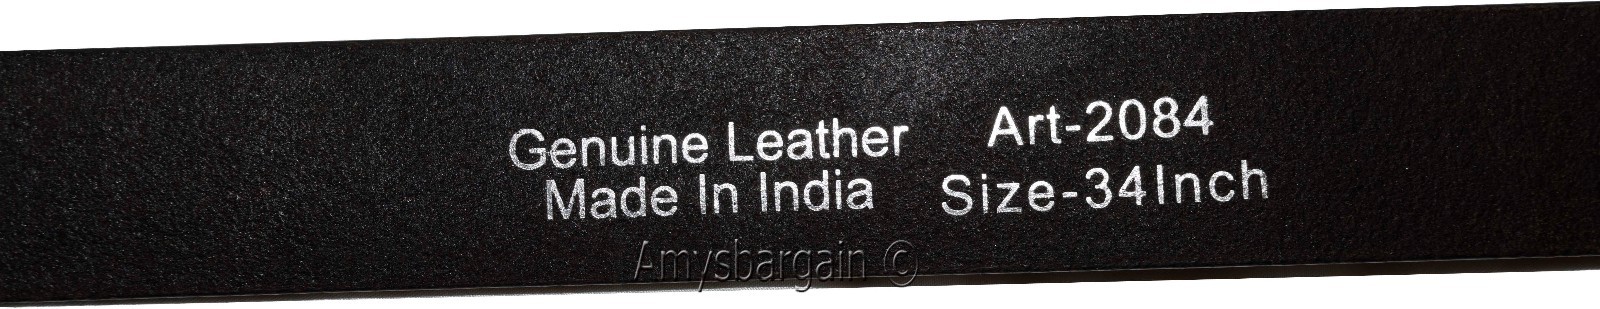 Genuine Leather
Made In India
Art-2084
Size-34Inch
Amysbargain ©